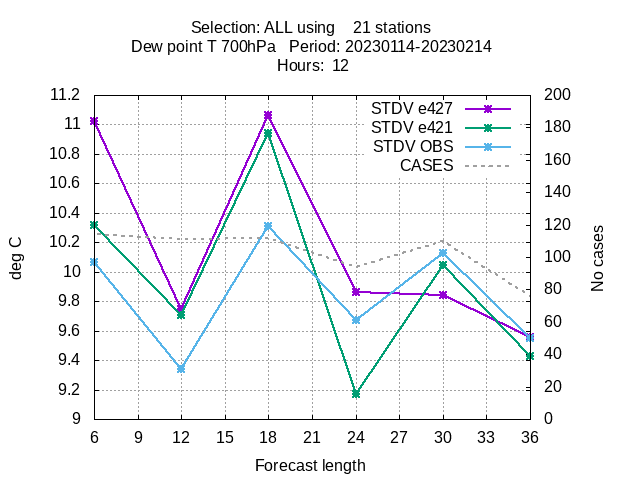 Selection: ALL using    21 stations
Dew point T 700hPa   Period: 20230114-20230214
Hours:  12
11.2
11
10.8
10.6
10.4
10.2
10
9.8
9.6
9.4
9.2
9
200
180
160
140
120
100
80
60
40
20
0
STDV e427
STDV e421
STDV OBS
CASES
deg C
No cases
6 9 12 15 18 21 24 27 30 33 36
Forecast length